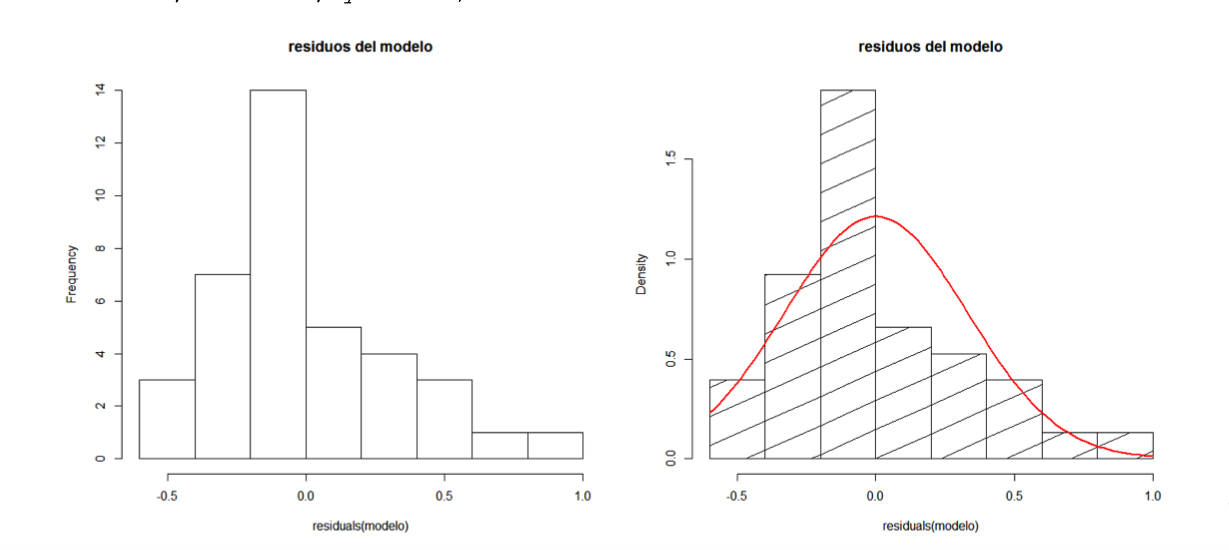 residuos del modelo
Frequency
0 2 4 6 8 10 12 14
-0.5 0.0 0.5 1.0
residuals(modelo)
residuos del modelo
Density
0.0 0.5 1.0 1.5
-0.5 0.0 0.5 1.0
residuals(modelo)